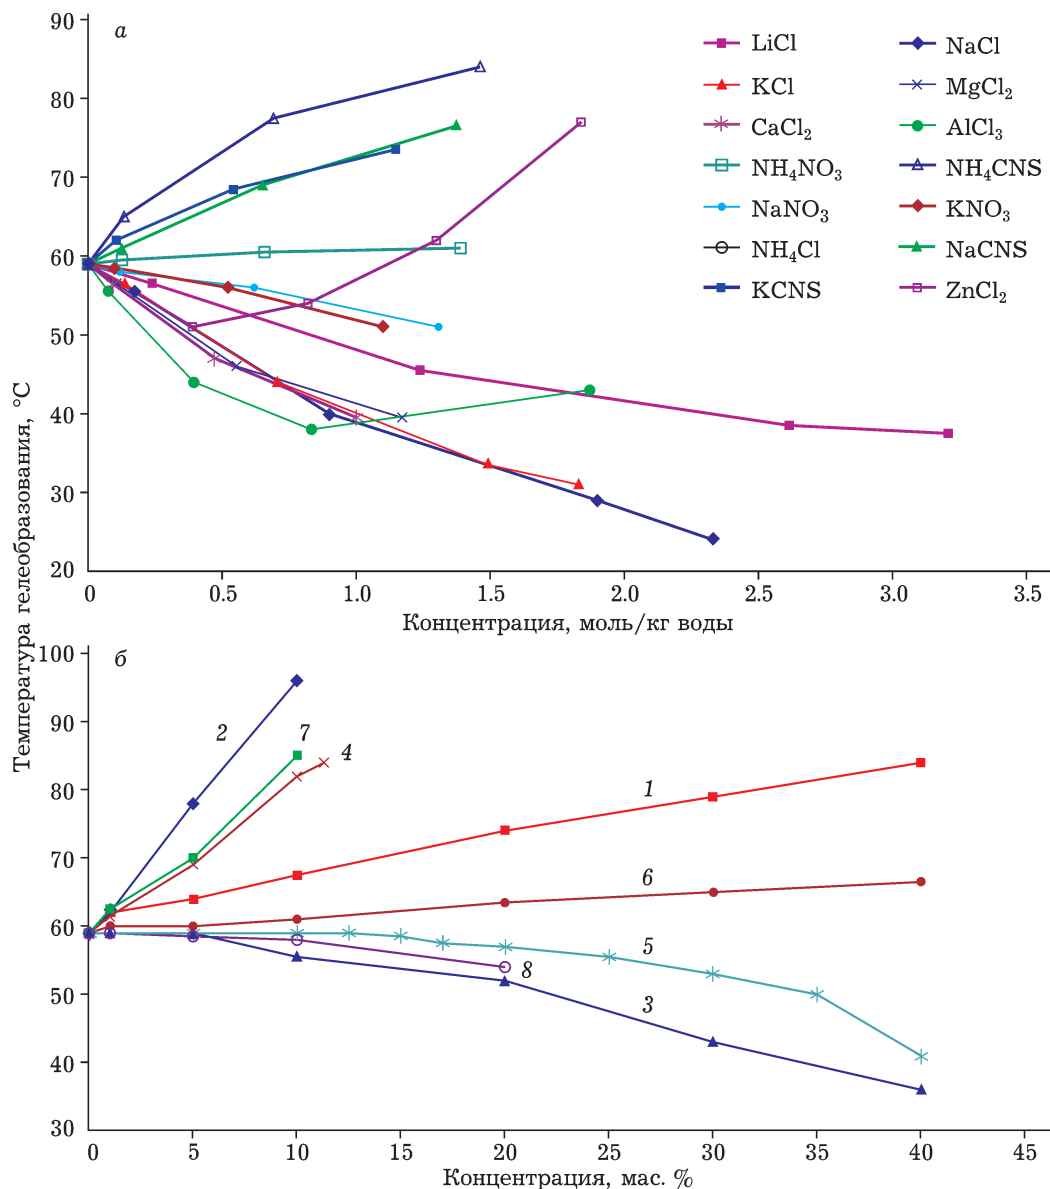 Температура гелеобразования, °С
90
80
70
60
50
40
30
20
а
LiCl
NaCl
KCl
MgCl2
CaCl2
AlCl3
NH4NO3
NH4CNS
NaNO3
KNO3
NH4Cl
NaCNS
KCNS
ZnCl2
0 0.5 1.0 1.5 2.0 2.5 3.0 3.5
Концентрация, моль/кг воды
100
90
80
70
60
50
40
30
б
2
7
4
1
6
5
8
3
0 5 10 15 20 30 30 35 40 45
Концентрация, мас. %